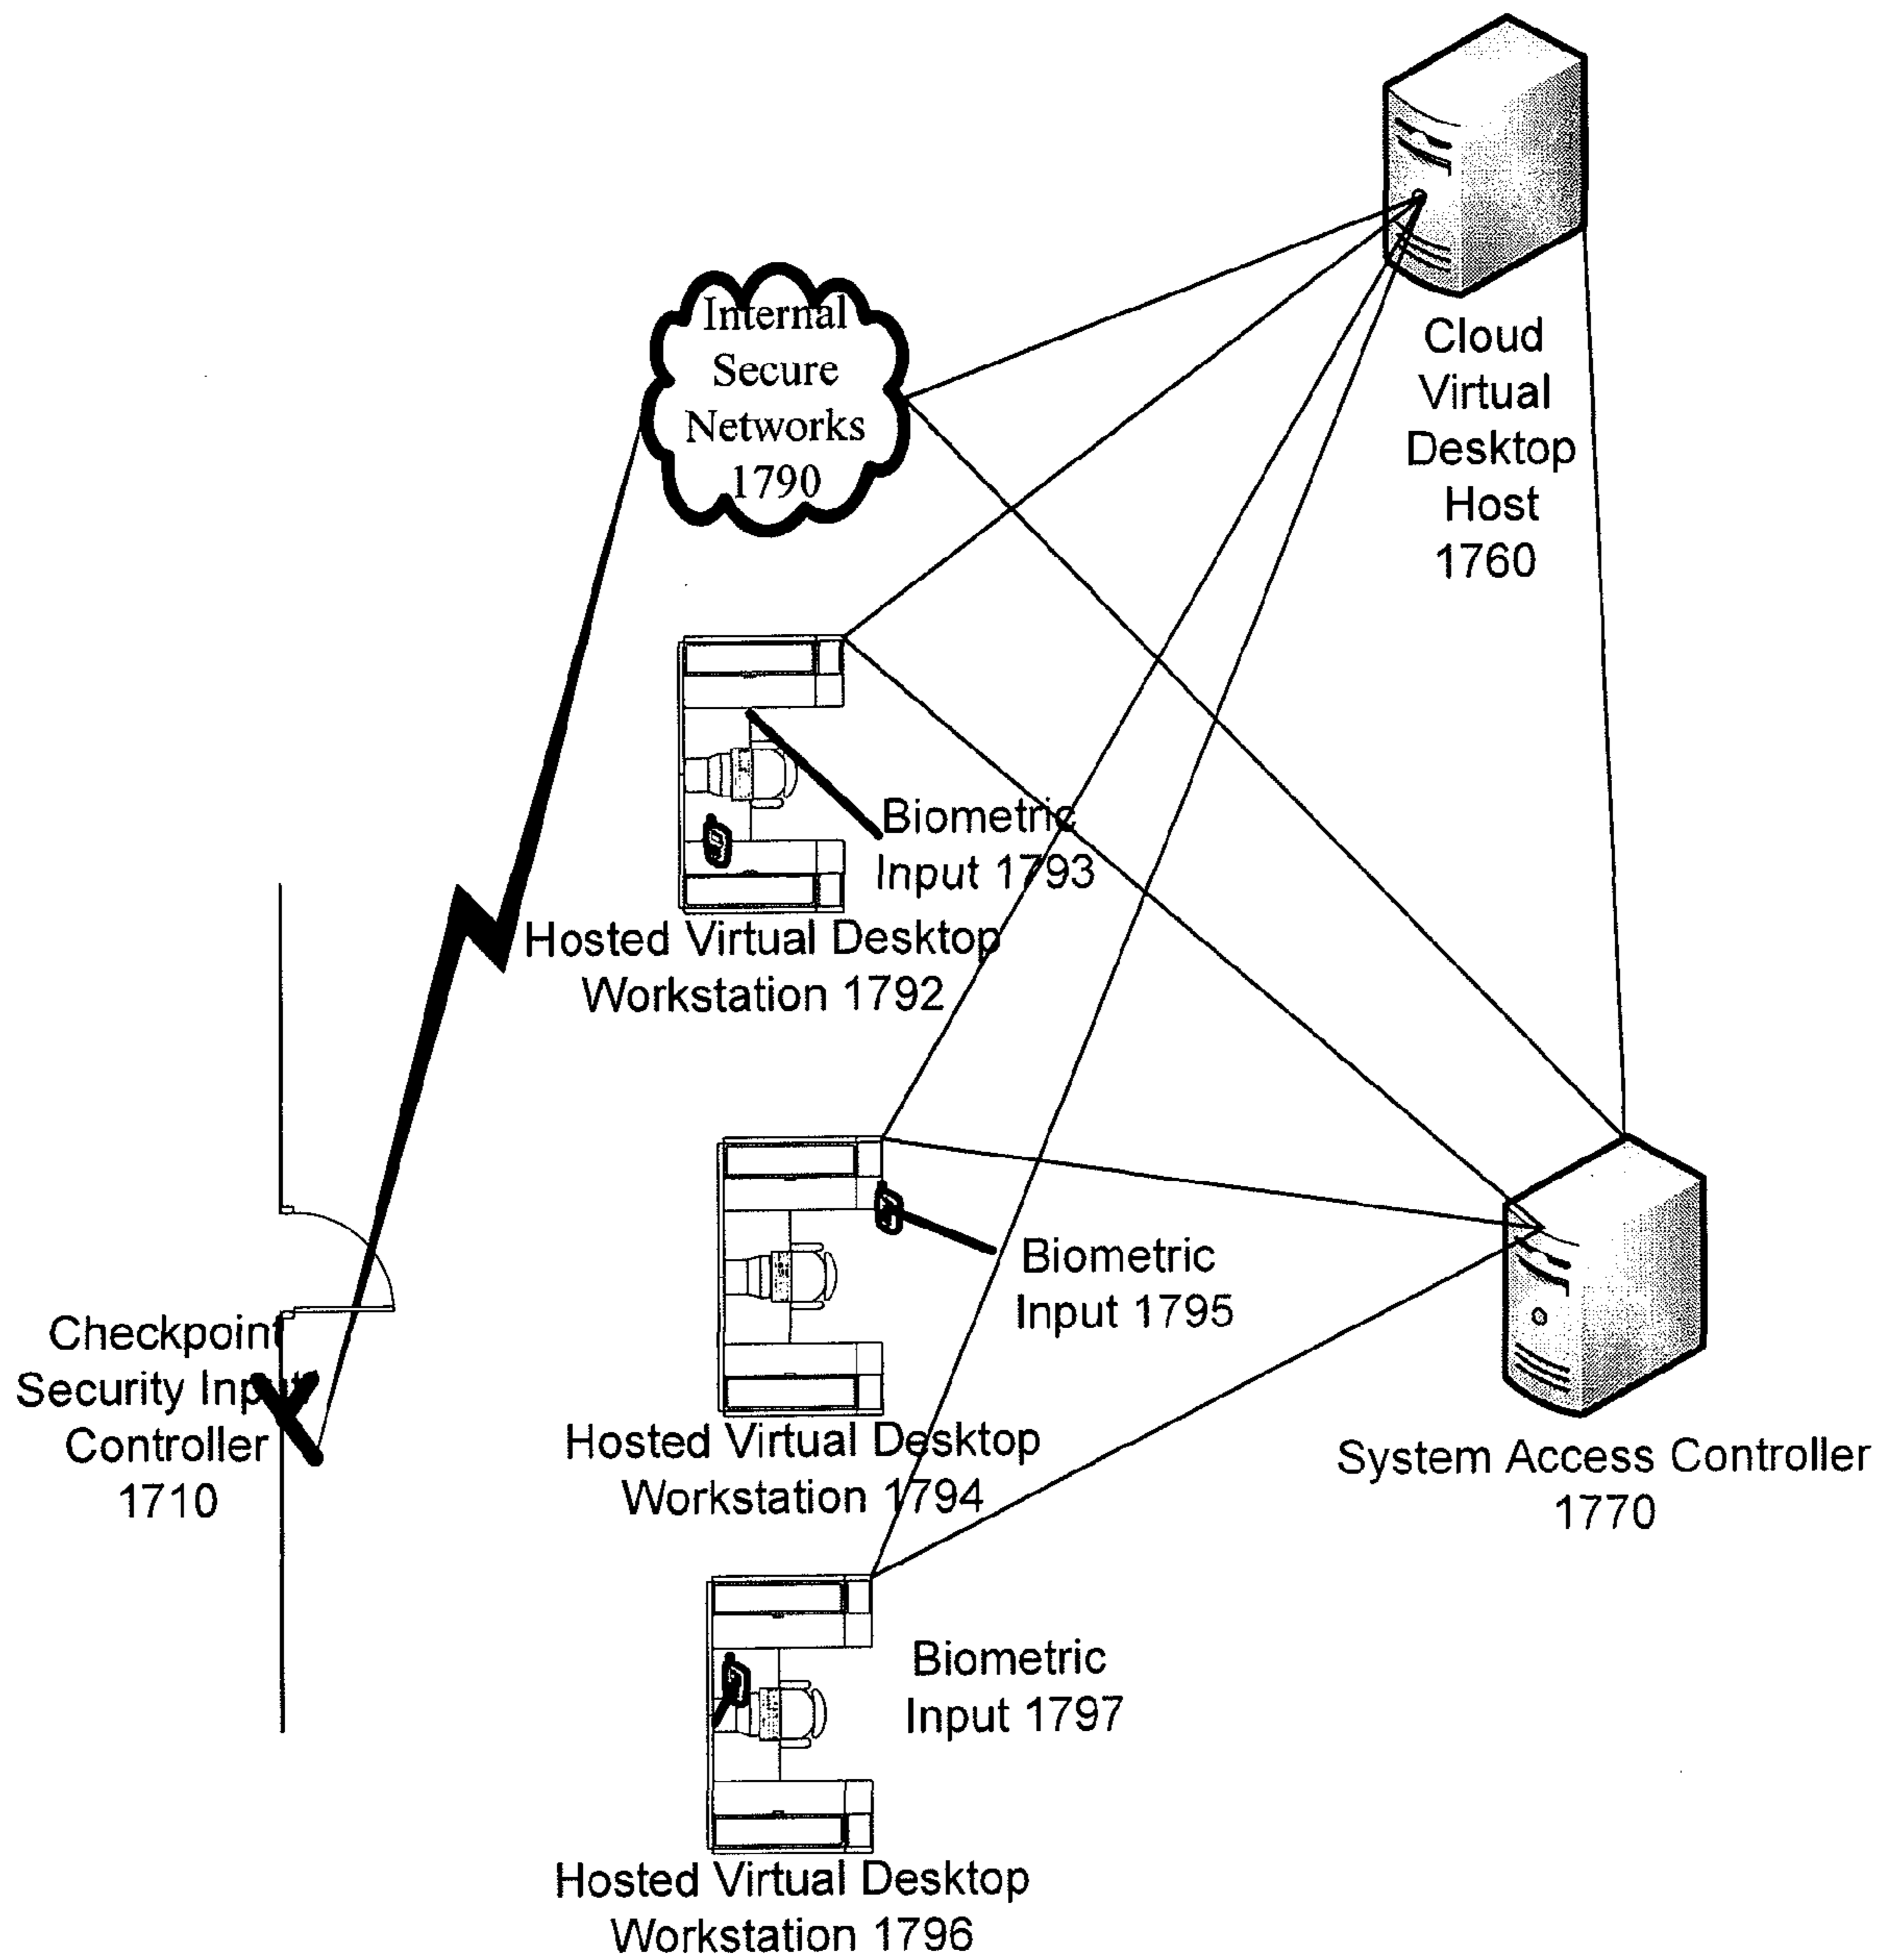 Internal
Secure
Networks
1790
Cloud
Virtual
Desktop
Host
1760
Biometric
Input 1793
Hosted Virtual Desktop
Workstation 1792
Checkpoint
Security Input
Controller
1710
Biometric
Input 1795
Hosted Virtual Desktop
Workstation 1794
System Access Controller
1770
Biometric
Input 1797
Hosted Virtual Desktop
Workstation 1796